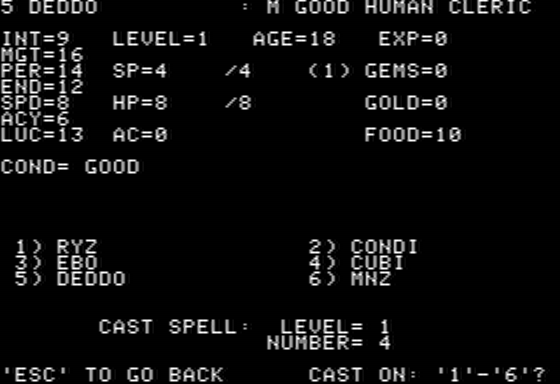 5 DEDDO : M GOOD HUMAN CLERIC
INT=9 LEVEL=1 AGE=18 EXP=0
MGT=16
PER=14 SP=4 /4 (1) GEMS=0
END=12
SPD=8 HP=8 /8 GOLD=0
ACY=6
LUC=13 AC=0 FOOD=10
COND= GOOD
1) RYZ 2) CONDI
3) EBO 4) CUBI
5) DEDDO 6) MNZ
CAST SPELL: LEVEL= 1
NUMBER= 4
'ESC' TO GO BACK CAST ON: '1'-'6'?